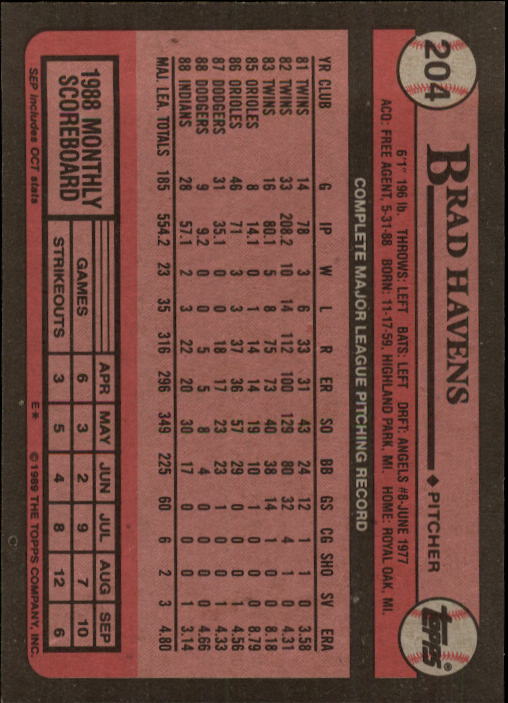 204
BRAD HAVENS ◆ PITCHER
Topps®
6'1" 196 lb. THROWS: LEFT BATS: LEFT DRFT: ANGELS #8-JUNE 1977
ACQ: FREE AGENT, 5-31-88 BORN: 11-17-59, HIGHLAND PARK, MI. HOME: ROYAL OAK, MI.
COMPLETE MAJOR LEAGUE PITCHING RECORD
YR CLUB G IP W L R ER SO BB GS CG SHO SV ERA
81 TWINS 14 78 3 6 33 31 43 24 12 1 1 0 3.58
82 TWINS 33 208.2 10 14 112 100 129 80 32 4 1 0 4.31
83 TWINS 16 80.1 5 8 75 73 40 38 14 1 0 0 8.18
85 ORIOLES 8 14.1 0 1 14 14 19 10 1 0 0 0 8.79
86 ORIOLES 46 71 3 3 37 36 57 29 0 0 0 1 4.56
87 DODGERS 31 35.1 0 0 18 17 23 23 1 0 0 1 4.33
88 DODGERS 9 9.2 0 0 5 5 8 4 0 0 0 0 4.66
88 INDIANS 28 57.1 2 3 22 20 30 17 0 0 0 1 3.14
MAJ. LEA. TOTALS 185 554.2 23 35 316 296 349 225 60 6 2 3 4.80
1988 MONTHLY
SCOREBOARD
APR MAY JUN JUL AUG SEP
GAMES 6 3 2 9 7 10
STRIKEOUTS 3 5 4 8 12 6
SEP includes OCT stats
E* ©1989 THE TOPPS COMPANY, INC.